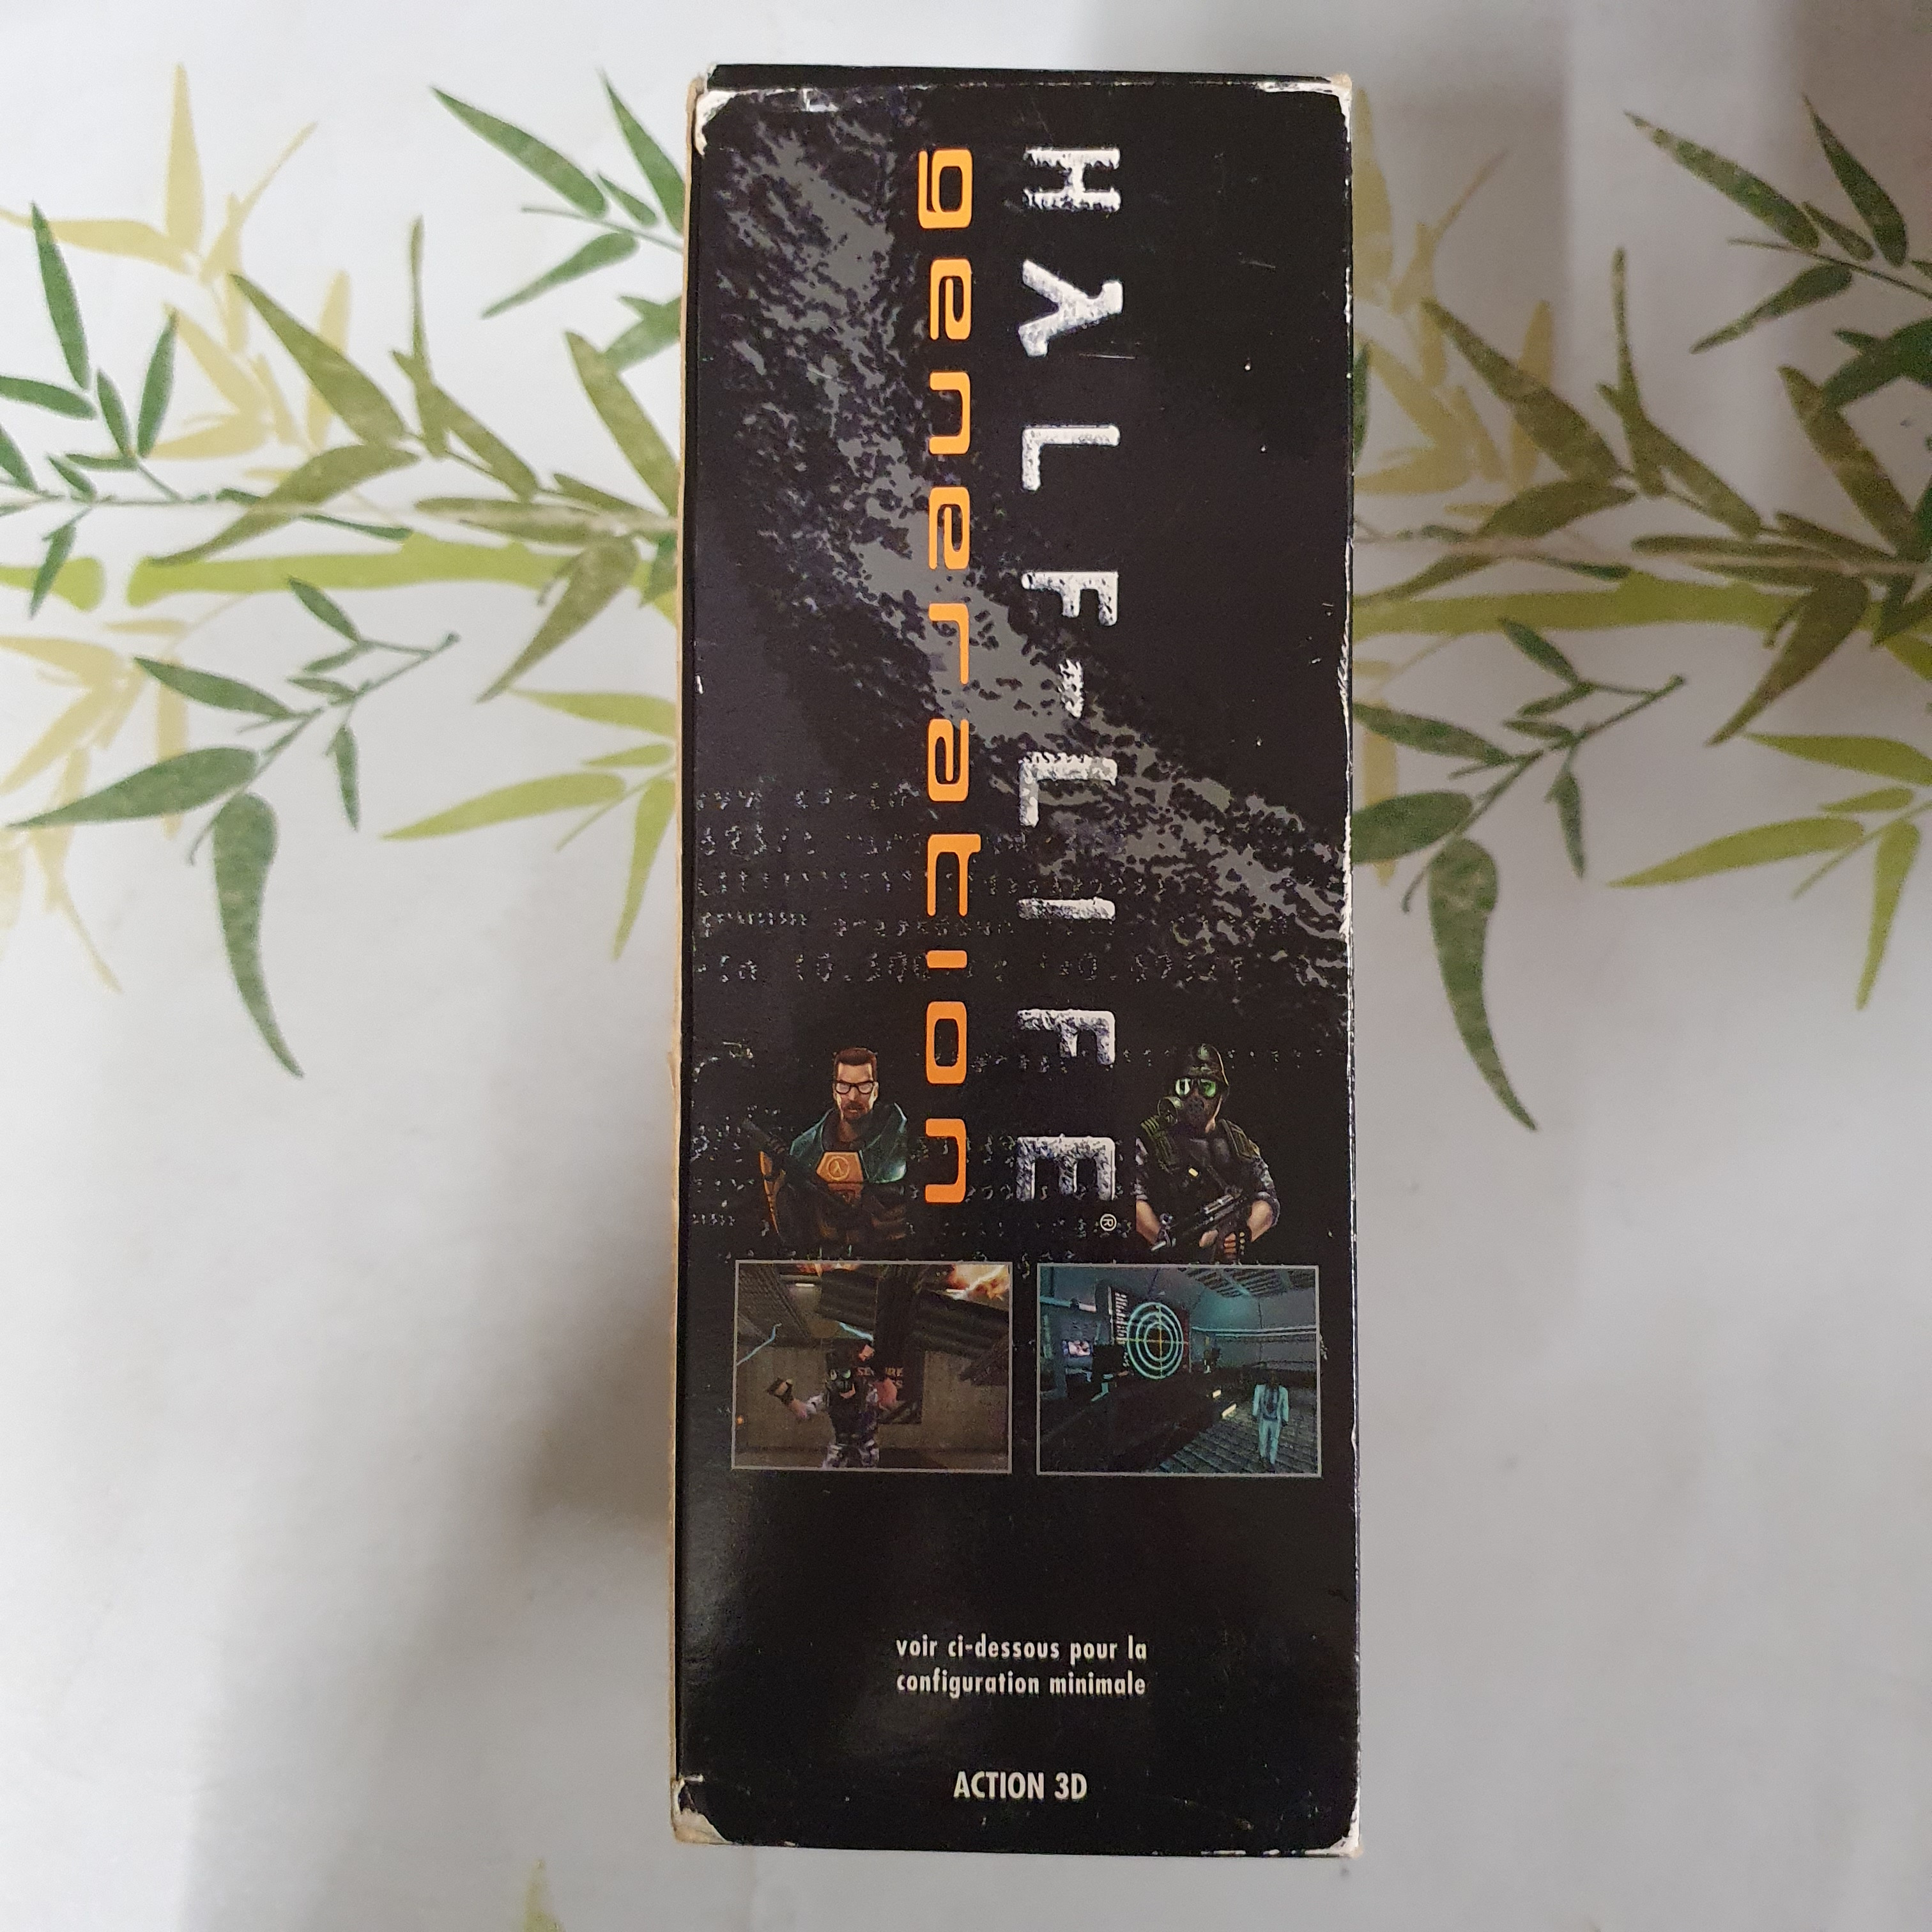 HALF-LIFE®
generation
voir ci-dessous pour la
configuration minimale
ACTION 3D